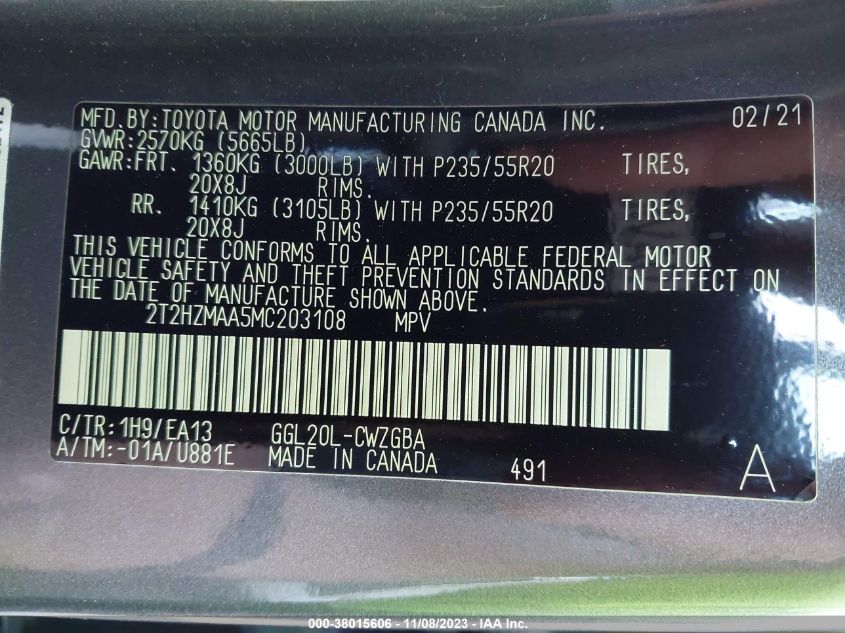 MFD.BY:TOYOTA MOTOR MANUFACTURING CANADA INC. 02/21
GVWR:2570KG (5665LB)
GAWR:FRT. 1360KG (3000LB) WITH P235/55R20 TIRES,
20X8J RIMS.
RR. 1410KG (3105LB) WITH P235/55R20 TIRES,
20X8J RIMS.
THIS VEHICLE CONFORMS TO ALL APPLICABLE FEDERAL MOTOR
VEHICLE SAFETY AND THEFT PREVENTION STANDARDS IN EFFECT ON
THE DATE OF MANUFACTURE SHOWN ABOVE.
2T2HZMAA5MC203108 MPV
C/TR:1H9/EA13 GGL20L-CWZGBA
A/TM:-01A/U881E MADE IN CANADA 491 A
000-38015606 - 11/08/2023 - IAA Inc.